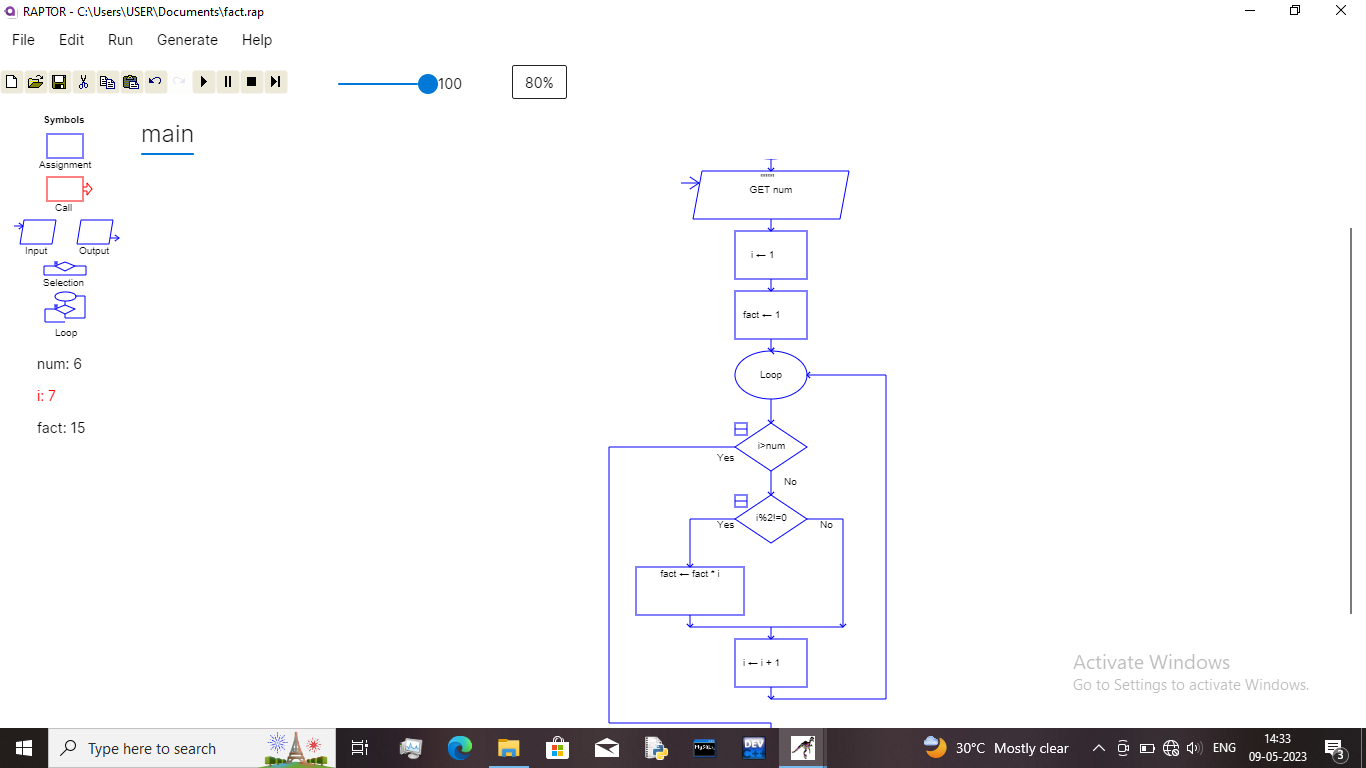 RAPTOR - C:\Users\USER\Documents\fact.rap
File Edit Run Generate Help
100
80%
Symbols
Assignment
Call
Input Output
Selection
Loop
num: 6
i: 7
fact: 15
main
""""
GET num
i ← 1
fact ← 1
Loop
i>num
Yes
No
i%2!=0
Yes No
fact ← fact * i
i ← i + 1
Activate Windows
Go to Settings to activate Windows.
Type here to search
MySQL
DEV
30°C Mostly clear
ENG
14:33
09-05-2023
3